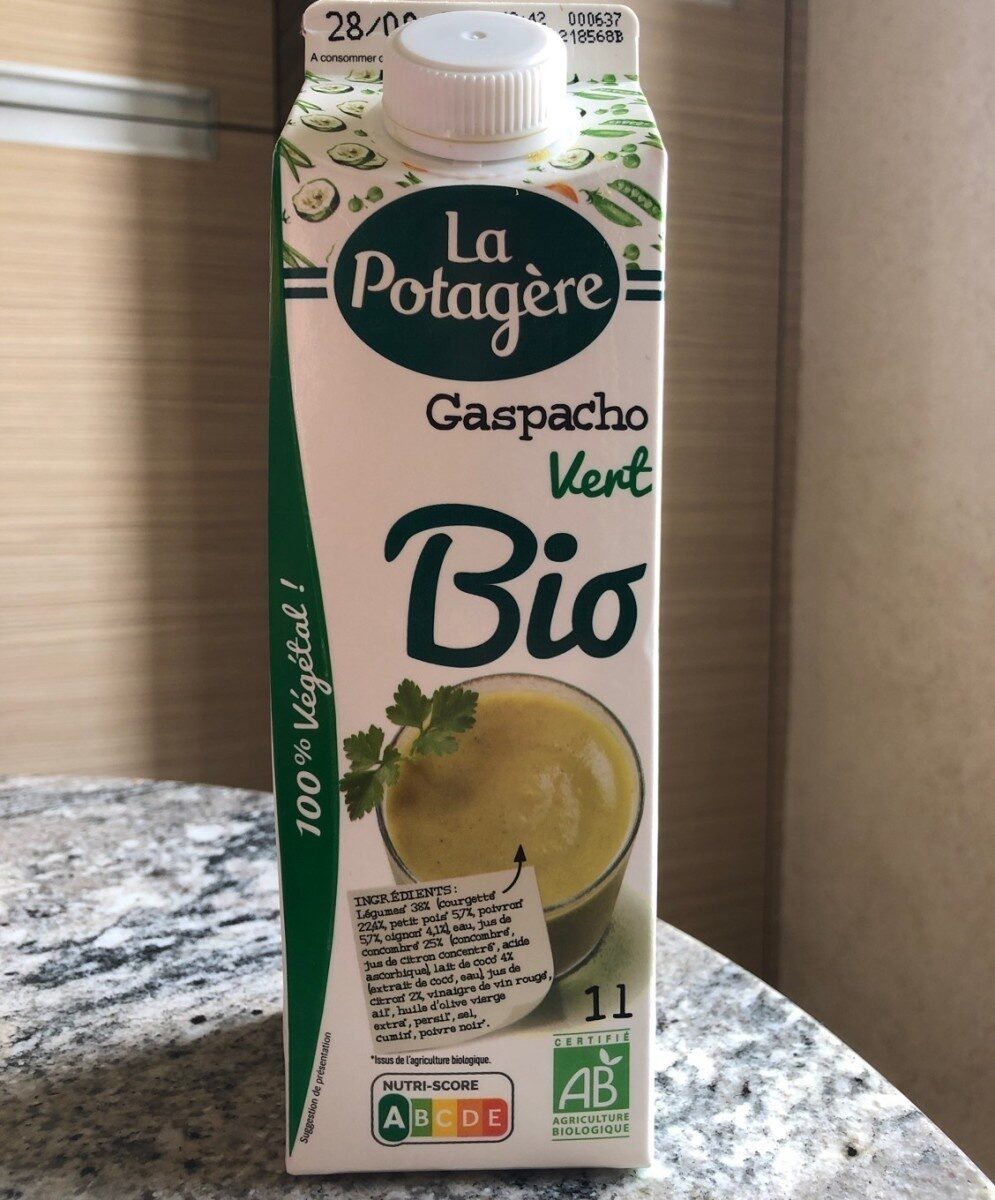 28/0
000637
218568B
A consommer
La
Potagère
Gaspacho
Vert
Bio
100% Végétal !
INGRÉDIENTS :
Légumes* 38% (courgette*
22,4%, petit pois* 5,7%, poivron*
5,7%, oignon* 4,1%), eau, jus de
concombre* 25% (concombre*,
jus de citron concentré*, acide
ascorbique), lait de coco* 4%
(extrait de coco*, eau), jus de
citron* 2%, vinaigre de vin rouge*,
ail*, huile d'olive vierge
extra*, persil*, sel,
cumin*, poivre noir*.
*Issus de l'agriculture biologique.
1l
Suggestion de présentation
NUTRI-SCORE
A B C D E
CERTIFIÉ
AB
AGRICULTURE
BIOLOGIQUE